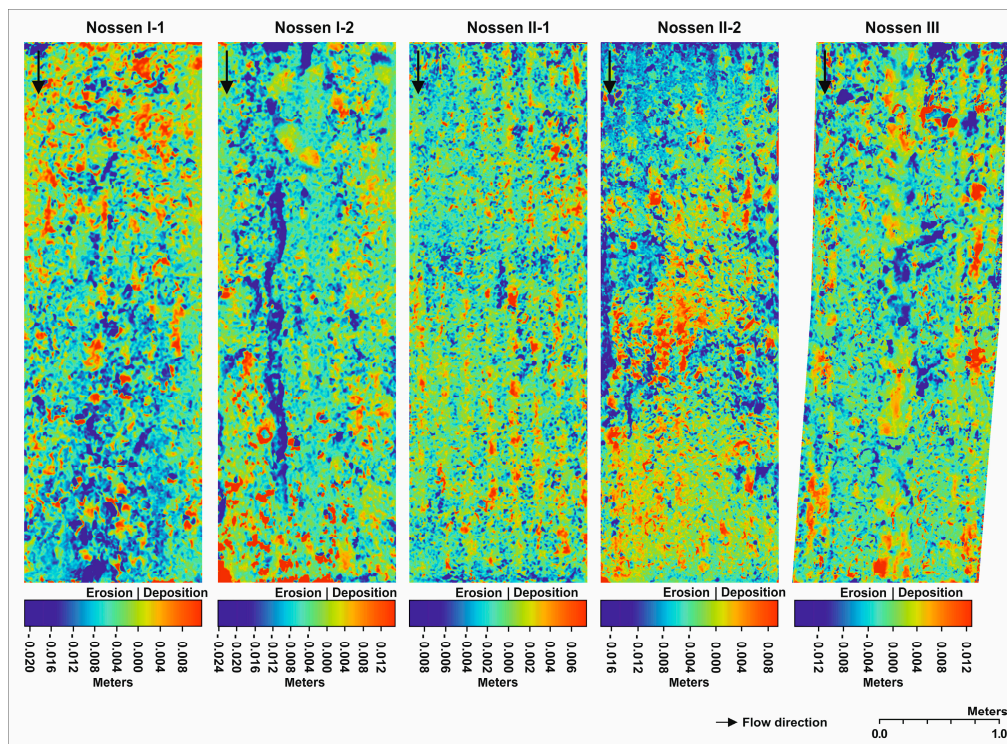 Nossen I-1
Nossen I-2
Nossen II-1
Nossen II-2
Nossen III
Erosion | Deposition
Erosion | Deposition
Erosion | Deposition
Erosion | Deposition
Erosion | Deposition
-0.020 -0.016 -0.012 -0.008 -0.004 0.000 0.004 0.008
-0.024 -0.020 -0.016 -0.012 -0.008 -0.004 0.000 0.004 0.008 0.012
-0.008 -0.006 -0.004 -0.002 0.000 0.002 0.004 0.006
-0.016 -0.012 -0.008 -0.004 0.000 0.004 0.008
-0.012 -0.008 -0.004 0.000 0.004 0.008 0.012
Meters
Meters
Meters
Meters
Meters
Flow direction
Meters
0.0 1.0